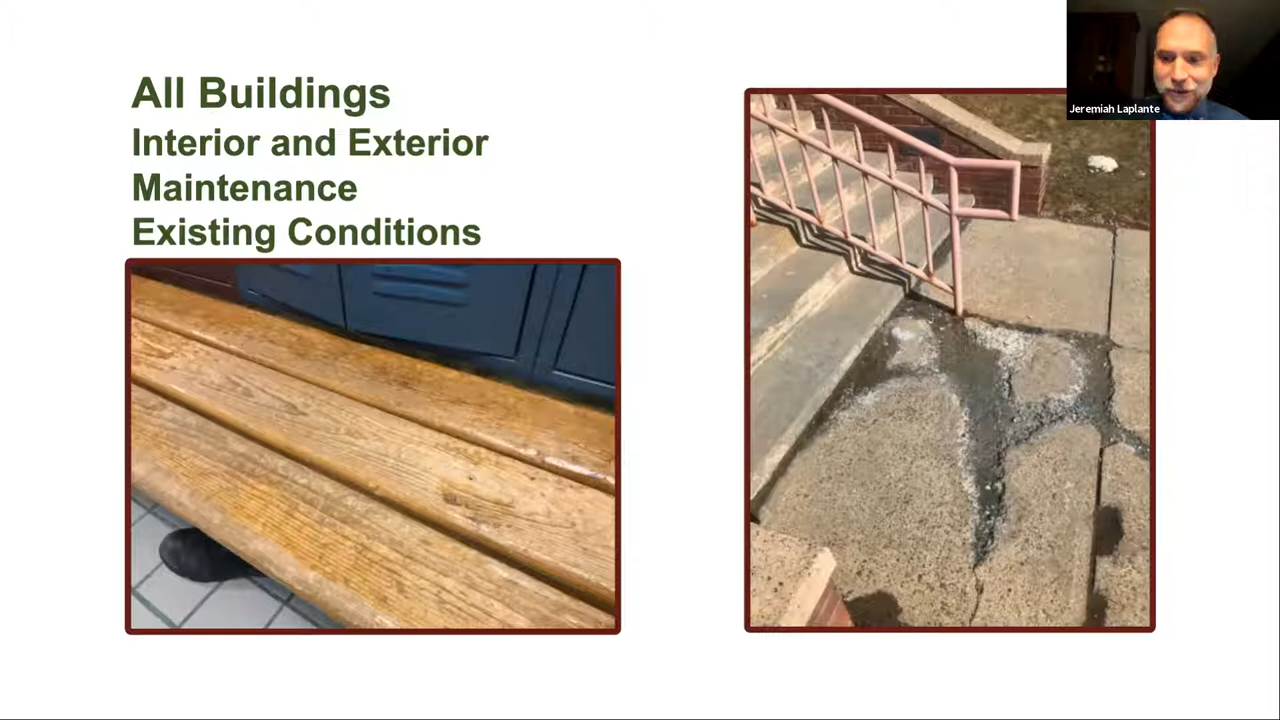 All Buildings
Interior and Exterior
Maintenance
Existing Conditions
Jeremiah Laplante